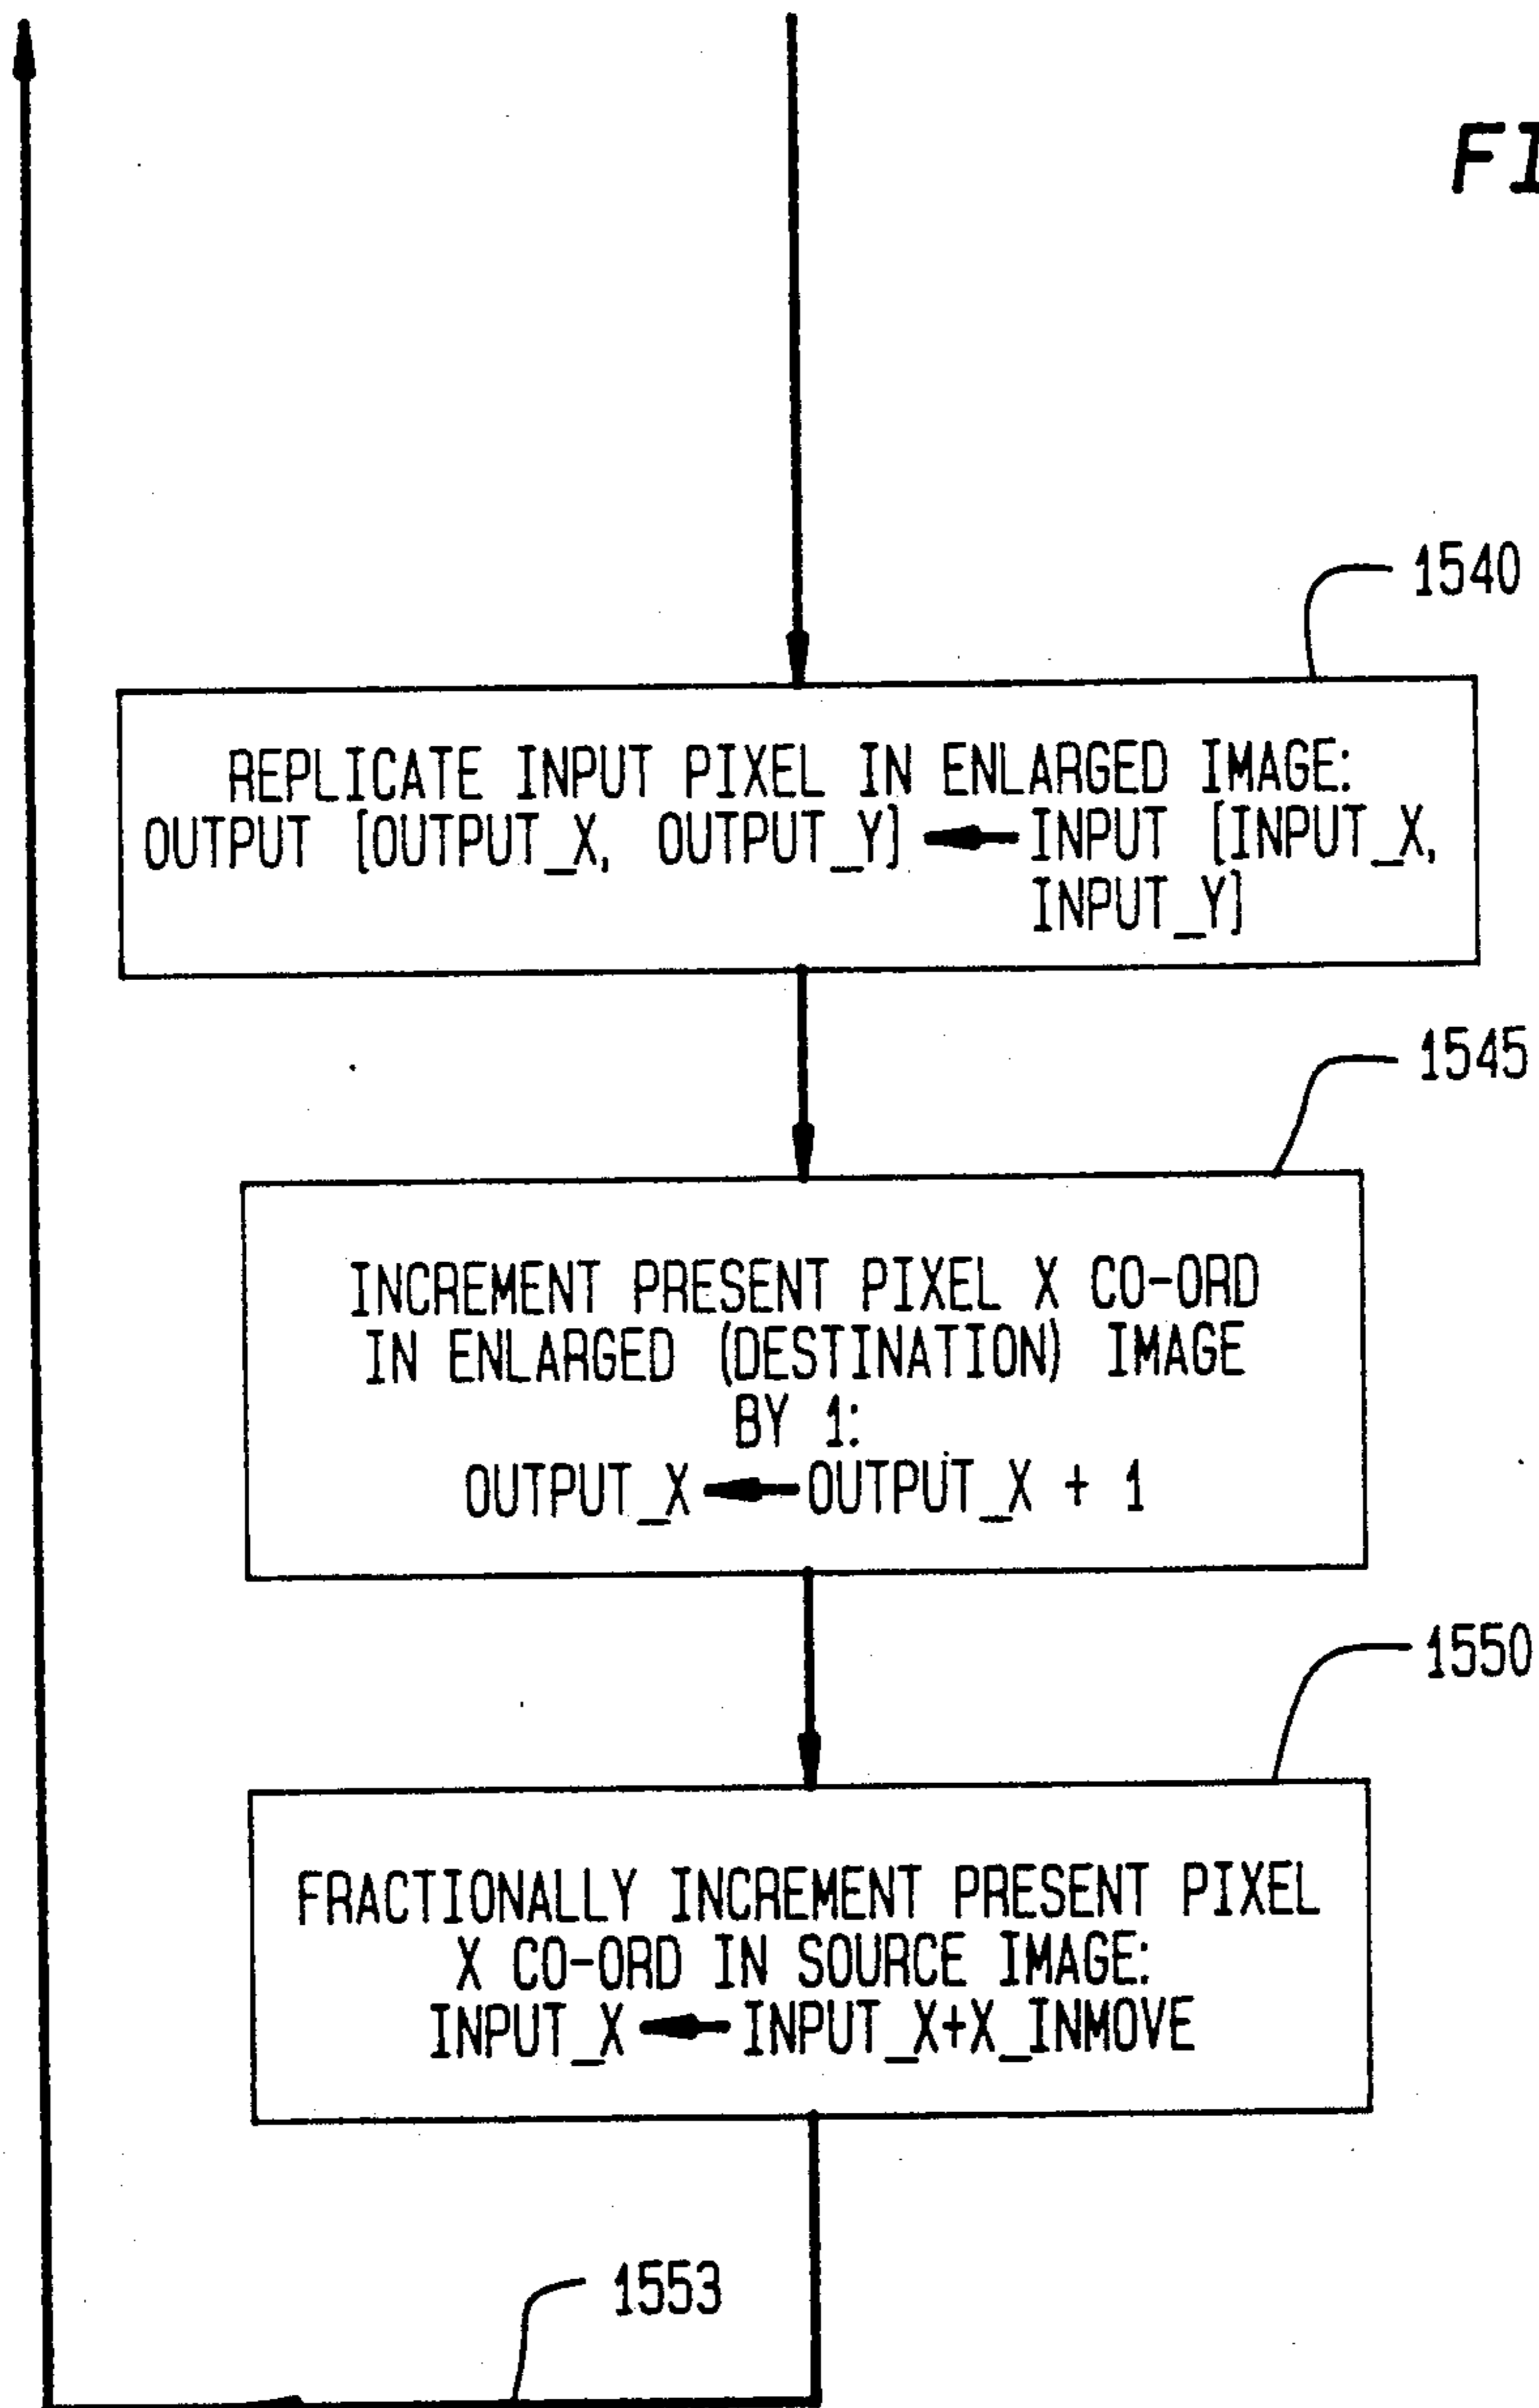 FI
1540
REPLICATE INPUT PIXEL IN ENLARGED IMAGE:
OUTPUT [OUTPUT_X, OUTPUT_Y] ← INPUT [INPUT_X,
INPUT_Y]
1545
INCREMENT PRESENT PIXEL X CO-ORD
IN ENLARGED (DESTINATION) IMAGE
BY 1:
OUTPUT_X ← OUTPUT_X + 1
1550
FRACTIONALLY INCREMENT PRESENT PIXEL
X CO-ORD IN SOURCE IMAGE:
INPUT_X ← INPUT_X+X_INMOVE
1553